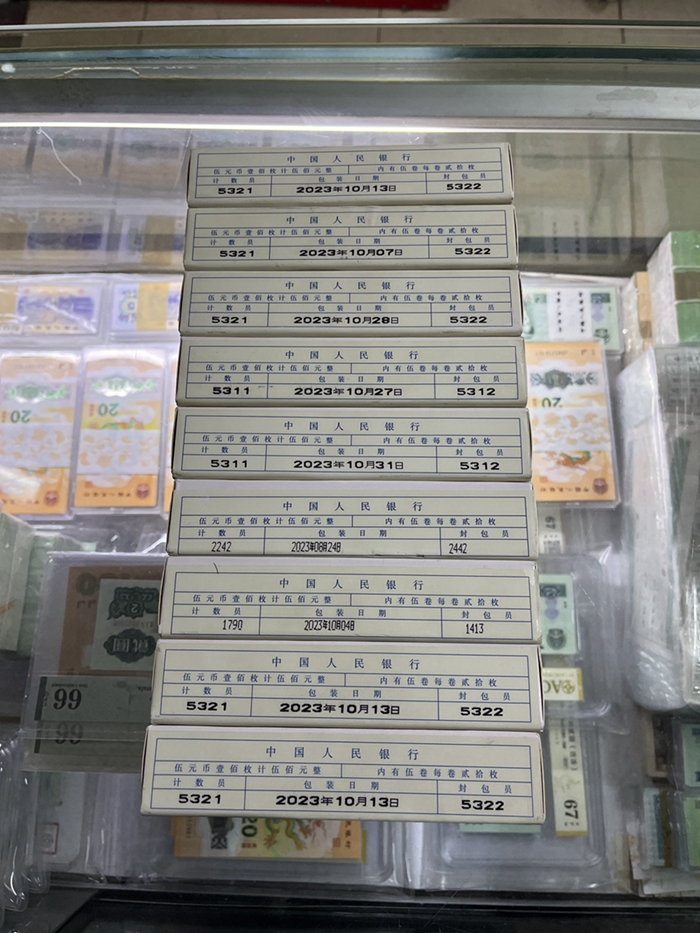 中国人民银行
伍元币壹佰枚计伍佰元整 内有伍卷每卷贰拾枚
计数员 包装日期 封包员
5321 2023年10月13日 5322
中国人民银行
伍元币壹佰枚计伍佰元整 内有伍卷每卷贰拾枚
计数员 包装日期 封包员
5321 2023年10月07日 5322
中国人民银行
伍元币壹佰枚计伍佰元整 内有伍卷每卷贰拾枚
计数员 包装日期 封包员
5321 2023年10月28日 5322
中国人民银行
伍元币壹佰枚计伍佰元整 内有伍卷每卷贰拾枚
计数员 包装日期 封包员
5311 2023年10月27日 5312
中国人民银行
伍元币壹佰枚计伍佰元整 内有伍卷每卷贰拾枚
计数员 包装日期 封包员
5311 2023年10月31日 5312
中国人民银行
伍元币壹佰枚计伍佰元整 内有伍卷每卷贰拾枚
计数员 包装日期 封包员
2242 2023年08月24日 2442
中国人民银行
伍元币壹佰枚计伍佰元整 内有伍卷每卷贰拾枚
计数员 包装日期 封包员
1790 2023年10月04日 1413
中国人民银行
伍元币壹佰枚计伍佰元整 内有伍卷每卷贰拾枚
计数员 包装日期 封包员
5321 2023年10月13日 5322
中国人民银行
伍元币壹佰枚计伍佰元整 内有伍卷每卷贰拾枚
计数员 包装日期 封包员
5321 2023年10月13日 5322
20
20
20
67
贰圆
99
99
67
20